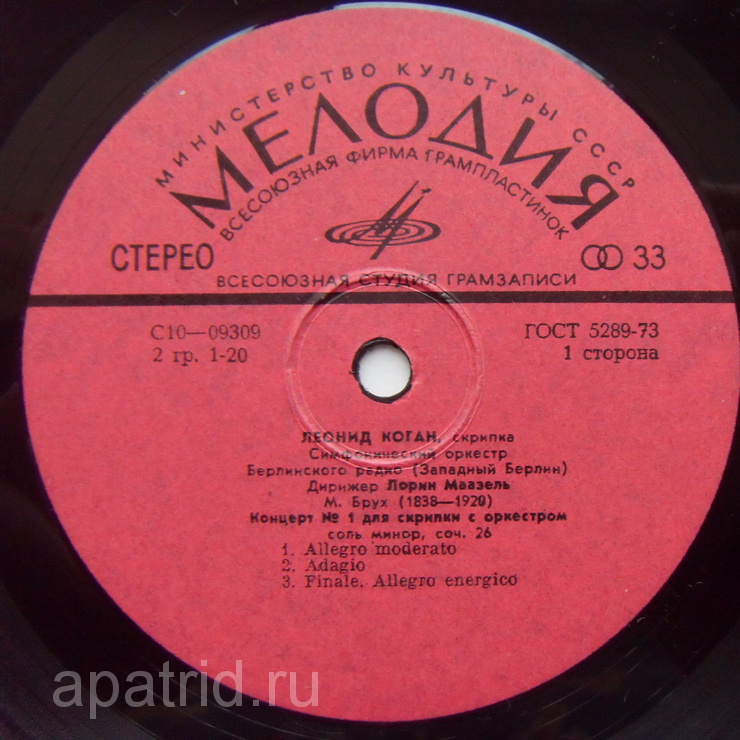 МИНИСТЕРСТВО КУЛЬТУРЫ СССР
МЕЛОДИЯ
ВСЕСОЮЗНАЯ ФИРМА ГРАМПЛАСТИНОК
СТЕРЕО
33
ВСЕСОЮЗНАЯ СТУДИЯ ГРАМЗАПИСИ
С10—09309
ГОСТ 5289-73
2 гр. 1-20
1 сторона
ЛЕОНИД КОГАН, скрипка
Симфонический оркестр
Берлинского радио (Западный Берлин)
Дирижер Лорин Маазель
М. Брух (1838—1920)
Концерт № 1 для скрипки с оркестром
соль минор, соч. 26
1. Allegro moderato
2. Adagio
3. Finale. Allegro energico
apatrid.ru